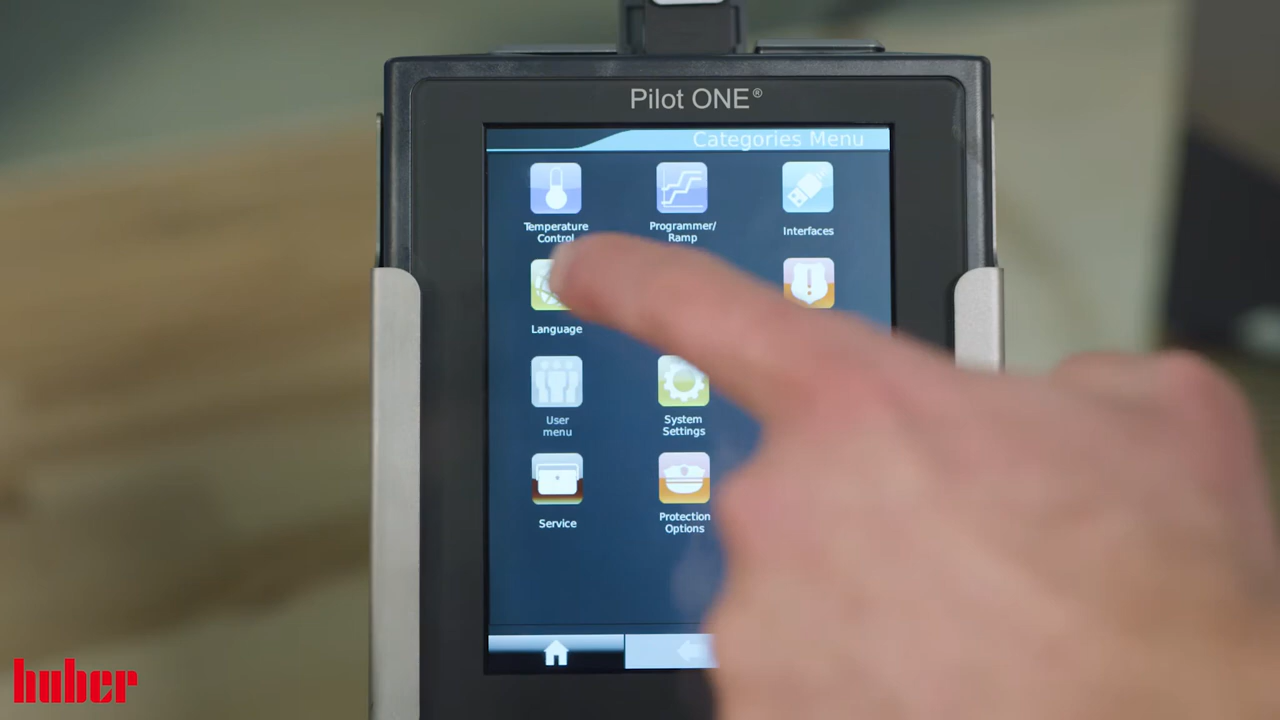 Pilot ONE®
Categories Menu
Temperature
Control
Programmer/
Ramp
Interfaces
Language
User
menu
System
Settings
Service
Protection
Options
huber